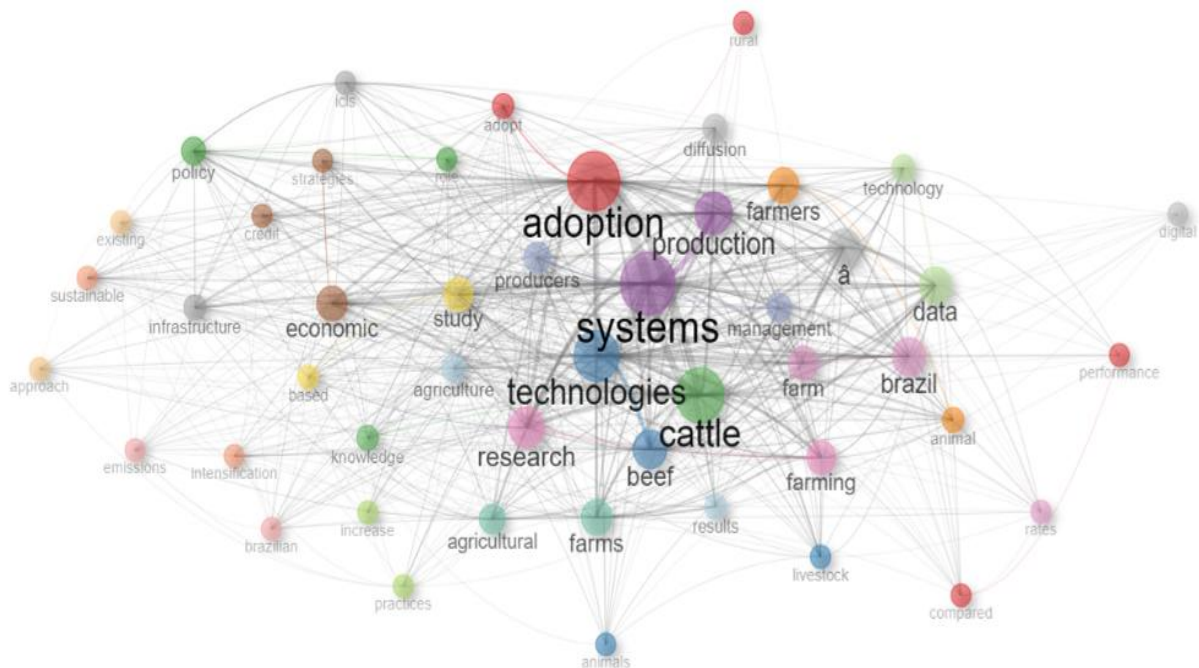 rural
icls
adopt
diffusion
policy
strategies
technology
farmers
adoption
production
existing
credit
digital
producers
â
sustainable
infrastructure
economic
study
systems
management
data
approach
based
agriculture
technologies
farm
brazil
performance
cattle
animal
emissions
intensification
knowledge
research
beef
farming
brazilian
increase
agricultural
farms
results
rates
livestock
practices
compared
animals